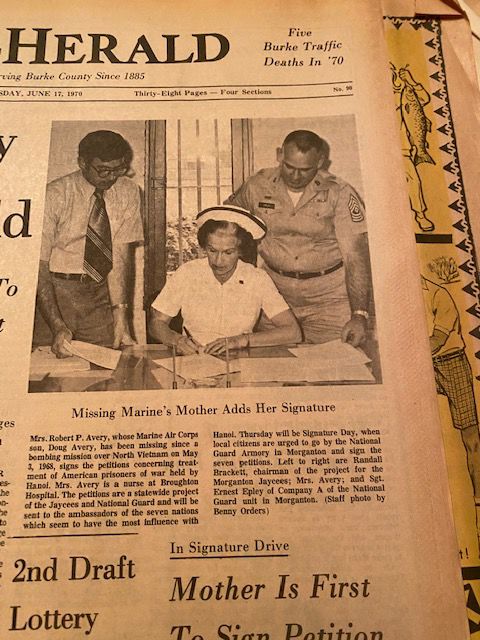 HERALD
Serving Burke County Since 1885
Five
Burke Traffic
Deaths In '70
SDAY, JUNE 17, 1970
Thirty-Eight Pages — Four Sections
No. 98
y
ld
To
t
Missing Marine's Mother Adds Her Signature
Mrs. Robert P. Avery, whose Marine Air Corps
son, Doug Avery, has been missing since a
bombing mission over North Vietnam on May
3, 1968, signs the petitions concerning treat-
ment of American prisoners of war held by
Hanoi. Mrs. Avery is a nurse at Broughton
Hospital. The petitions are a statewide project
of the Jaycees and National Guard and will be
sent to the ambassadors of the seven nations
which seem to have the most influence with
Hanoi. Thursday will be Signature Day, when
local citizens are urged to go by the National
Guard Armory in Morganton and sign the
seven petitions. Left to right are Randall
Brackett, chairman of the project for the
Morganton Jaycees; Mrs. Avery; and Sgt.
Ernest Epley of Company A of the National
Guard unit in Morganton. (Staff photo by
Benny Orders)
2nd Draft
Lottery
In Signature Drive
Mother Is First
To Sign Petition